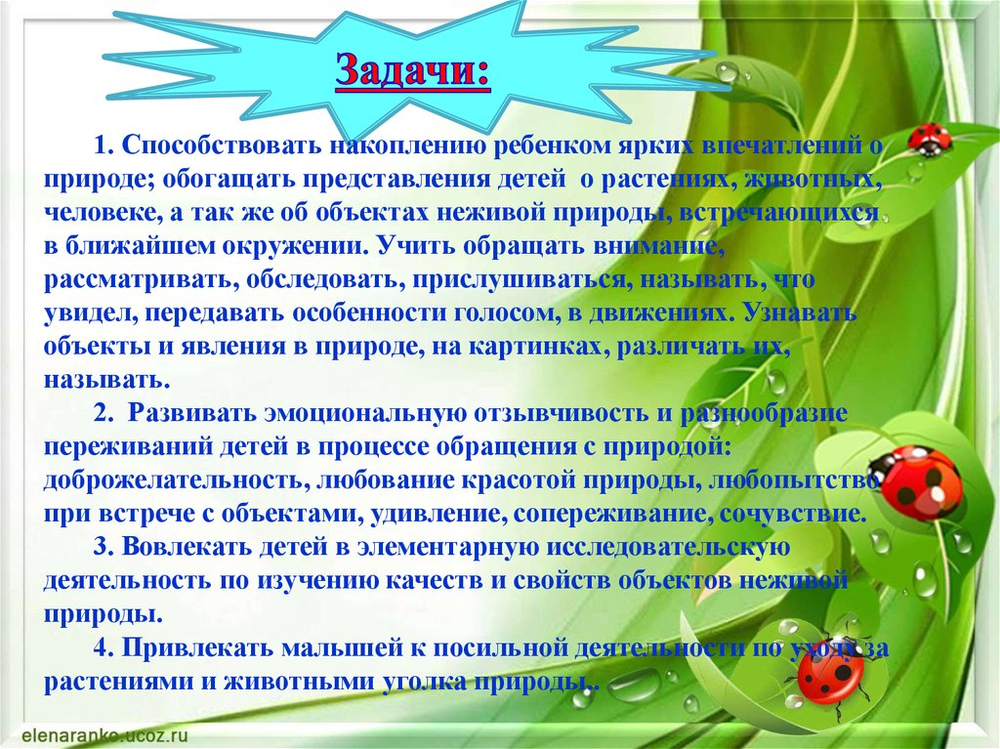 Задачи:
1. Способствовать накоплению ребенком ярких впечатлений о
природе; обогащать представления детей о растениях, животных,
человеке, а так же об объектах неживой природы, встречающихся
в ближайшем окружении. Учить обращать внимание,
рассматривать, обследовать, прислушиваться, называть, что
увидел, передавать особенности голосом, в движениях. Узнавать
объекты и явления в природе, на картинках, различать их,
называть.
2. Развивать эмоциональную отзывчивость и разнообразие
переживаний детей в процессе обращения с природой:
доброжелательность, любование красотой природы, любопытство
при встрече с объектами, удивление, сопереживание, сочувствие.
3. Вовлекать детей в элементарную исследовательскую
деятельность по изучению качеств и свойств объектов неживой
природы.
4. Привлекать малышей к посильной деятельности по уходу за
растениями и животными уголка природы..
elenaranko.ucoz.ru